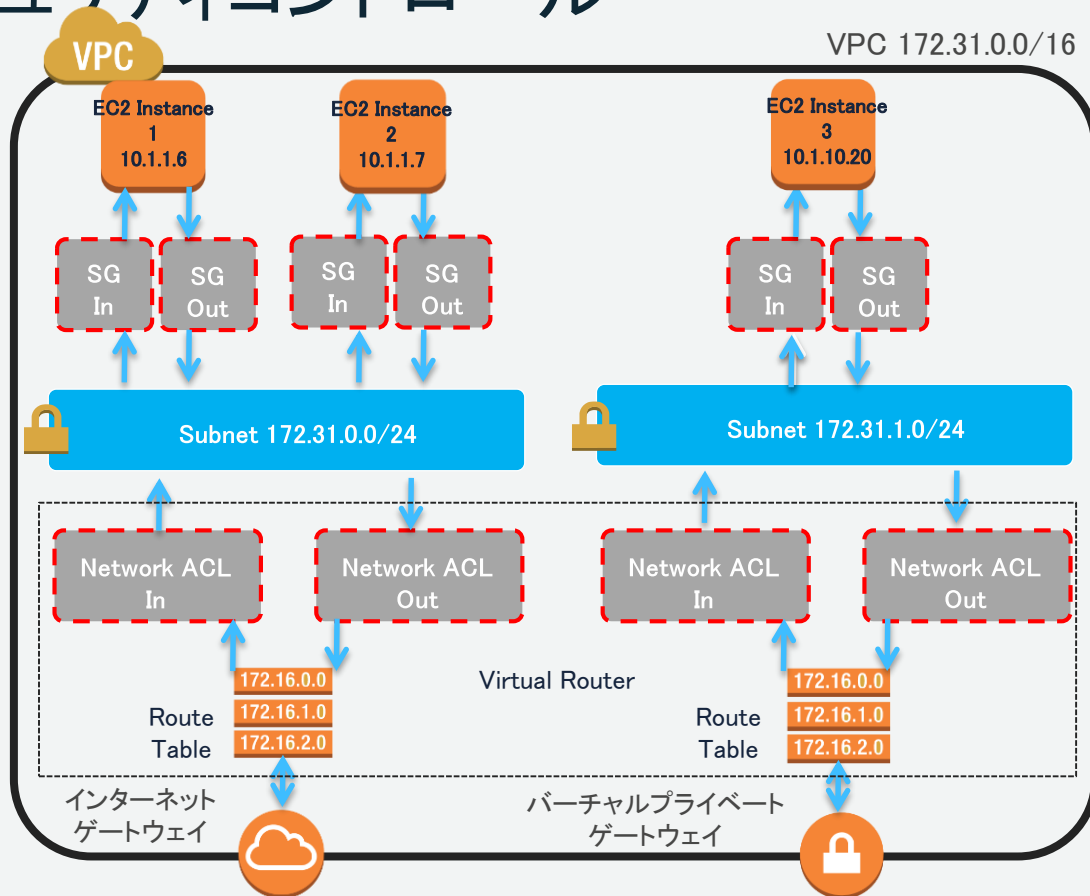 VPC
VPC 172.31.0.0/16
EC2 Instance
1
10.1.1.6
EC2 Instance
2
10.1.1.7
EC2 Instance
3
10.1.10.20
SG
In
SG
Out
SG
In
SG
Out
SG
In
SG
Out
Subnet 172.31.0.0/24
Subnet 172.31.1.0/24
Network ACL
In
Network ACL
Out
Network ACL
In
Network ACL
Out
Virtual Router
Route
Table
172.16.0.0
172.16.1.0
172.16.2.0
Route
Table
172.16.0.0
172.16.1.0
172.16.2.0
インターネット
ゲートウェイ
バーチャルプライベート
ゲートウェイ